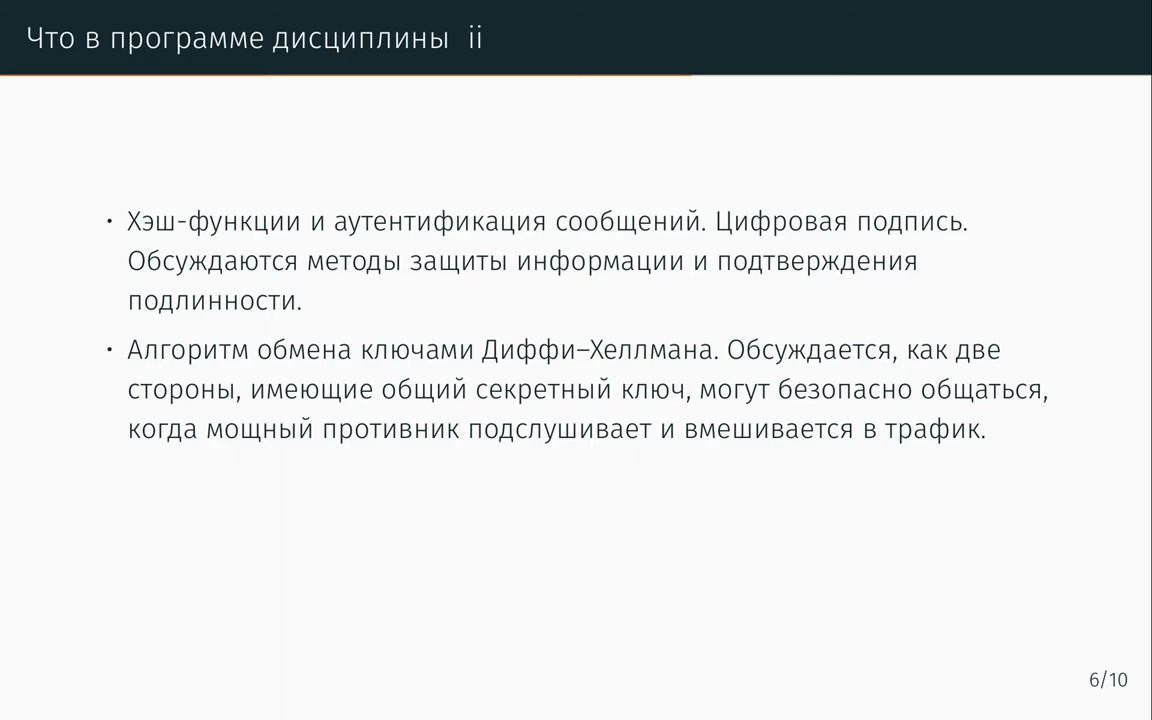 Что в программе дисциплины ii
• Хэш-функции и аутентификация сообщений. Цифровая подпись.
Обсуждаются методы защиты информации и подтверждения
подлинности.
• Алгоритм обмена ключами Диффи–Хеллмана. Обсуждается, как две
стороны, имеющие общий секретный ключ, могут безопасно общаться,
когда мощный противник подслушивает и вмешивается в трафик.
6/10